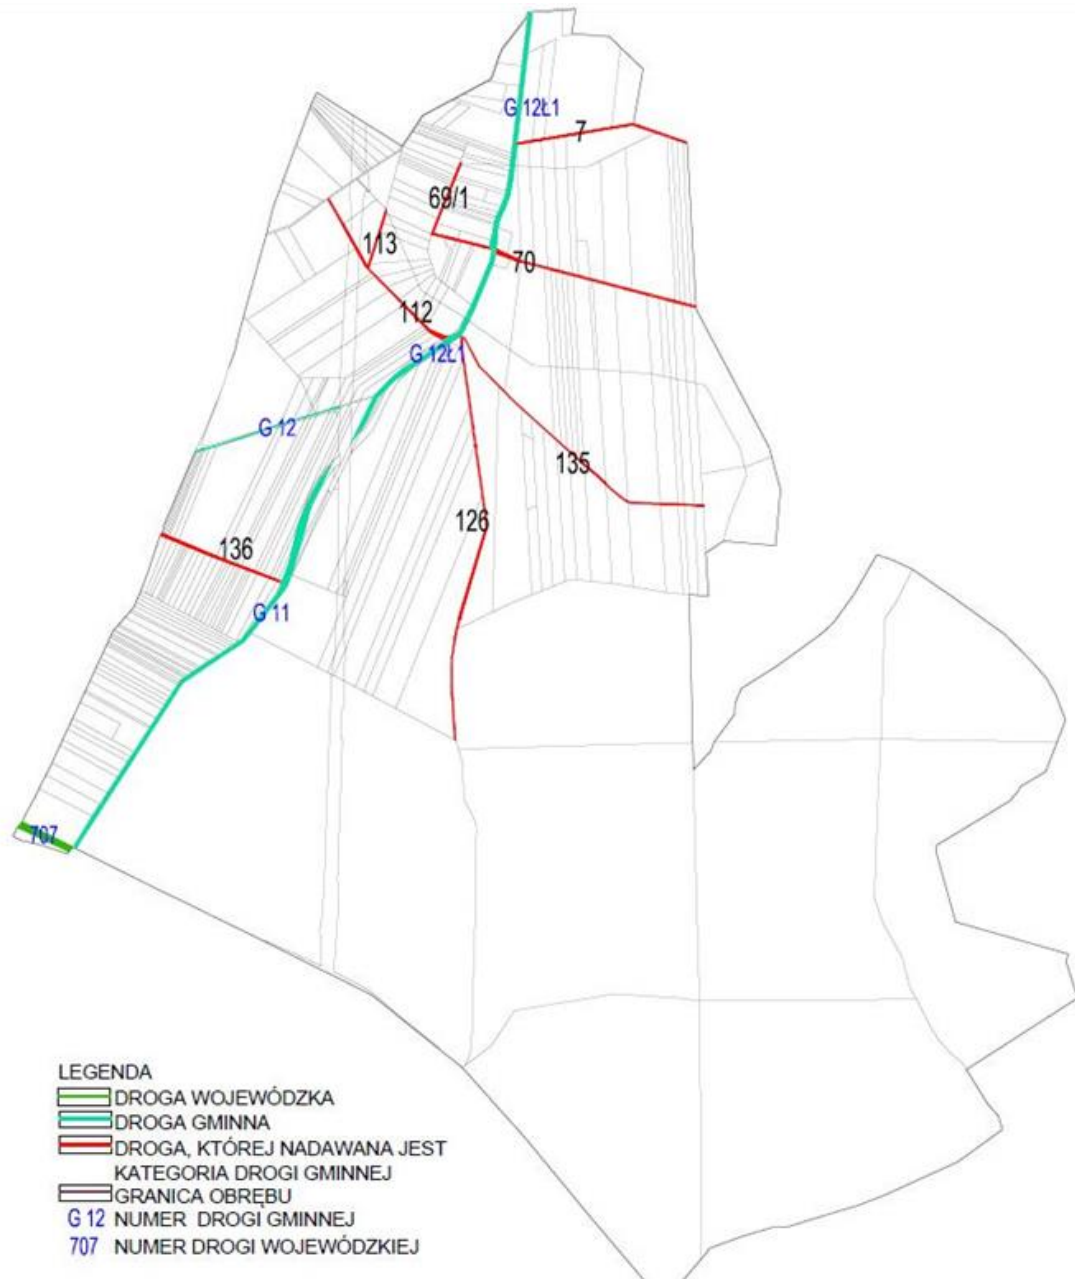 G 12Ł1
7
69/1
113
70
112
G 12Ł1
G 12
135
126
136
G 11
707
LEGENDA
DROGA WOJEWÓDZKA
DROGA GMINNA
DROGA, KTÓREJ NADAWANA JEST
KATEGORIA DROGI GMINNEJ
GRANICA OBRĘBU
G 12 NUMER DROGI GMINNEJ
707 NUMER DROGI WOJEWÓDZKIEJ